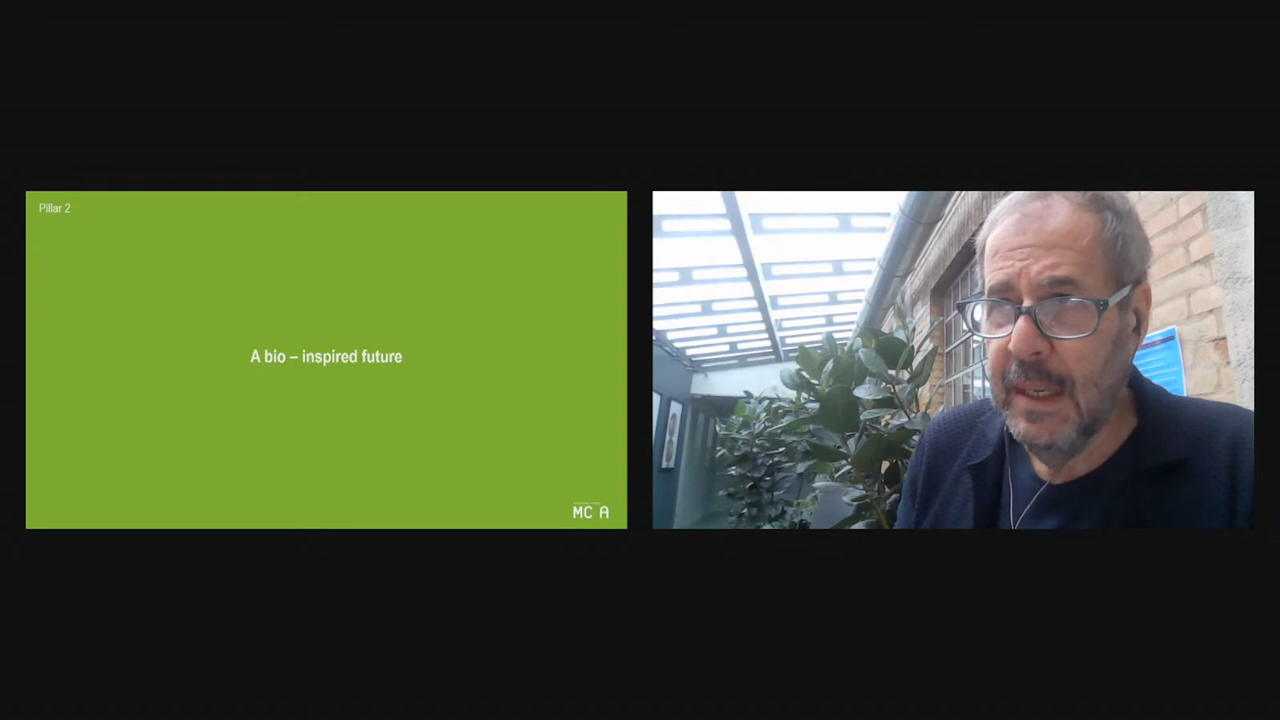 Pillar 2
A bio – inspired future
MC A